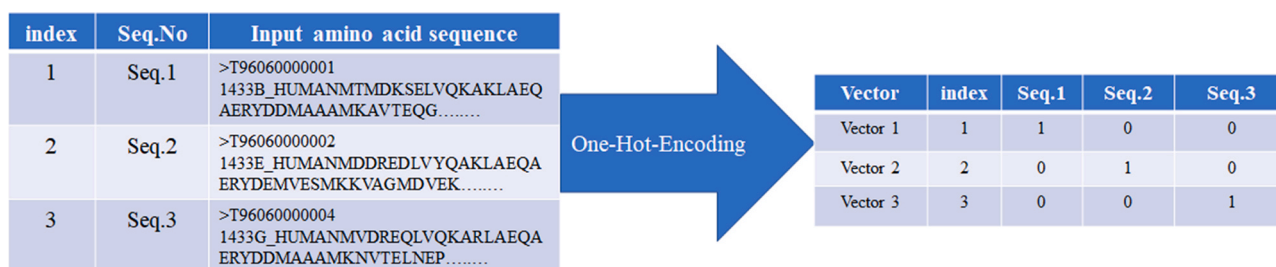 index Seq.No Input amino acid sequence
1 Seq.1 >T96060000001
1433B_HUMANMTMDKSELVQKAKLAEQ
AERYDDMAAAMKAVTEQG…..…
2 Seq.2 >T96060000002
1433E_HUMANMDDREDLVYQAKLAEQA
ERYDEMVESMKKVAGMDVEK…..…
3 Seq.3 >T96060000004
1433G_HUMANMVDREQLVQKARLAEQA
ERYDDMAAAMKNVTELNEP…..…
One-Hot-Encoding
Vector index Seq.1 Seq.2 Seq.3
Vector 1 1 1 0 0
Vector 2 2 0 1 0
Vector 3 3 0 0 1